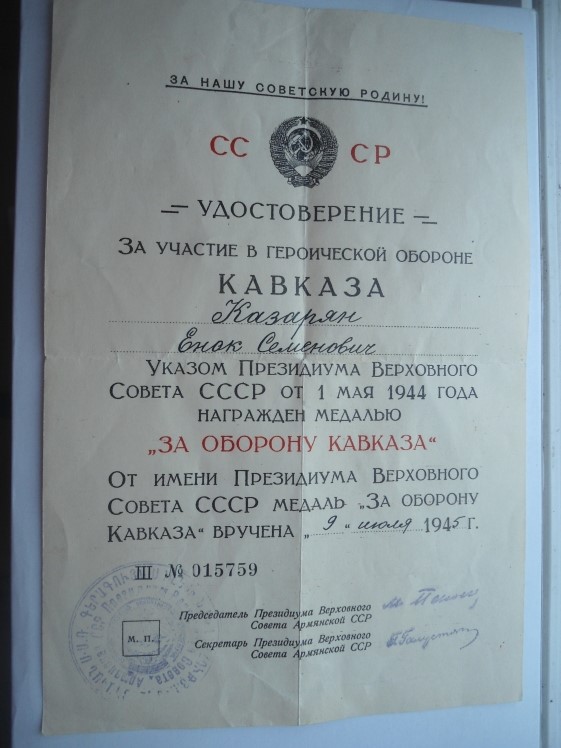 ЗА НАШУ СОВЕТСКУЮ РОДИНУ!
СС СР
УДОСТОВЕРЕНИЕ
ЗА УЧАСТИЕ В ГЕРОИЧЕСКОЙ ОБОРОНЕ
КАВКАЗА
Казарян
Енок Семенович
УКАЗОМ ПРЕЗИДИУМА ВЕРХОВНОГО
СОВЕТА СССР ОТ 1 МАЯ 1944 ГОДА
НАГРАЖДЕН МЕДАЛЬЮ
„ЗА ОБОРОНУ КАВКАЗА“
ОТ ИМЕНИ ПРЕЗИДИУМА ВЕРХОВНОГО
СОВЕТА СССР МЕДАЛЬ „ЗА ОБОРОНУ
КАВКАЗА“ ВРУЧЕНА „9“ июля 1945 г.
III № 015759
Председатель Президиума Верховного
Совета Армянской ССР
М. П.
Секретарь Президиума Верховного
Совета Армянской ССР